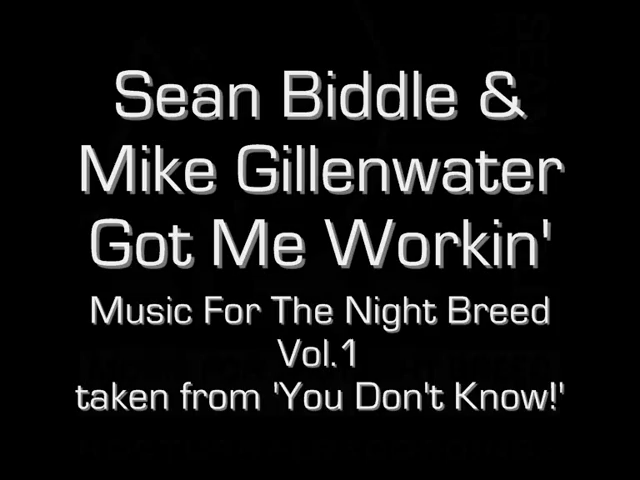 Sean Biddle &
Mike Gillenwater
Got Me Workin'
Music For The Night Breed
Vol.1
taken from 'You Don't Know!'